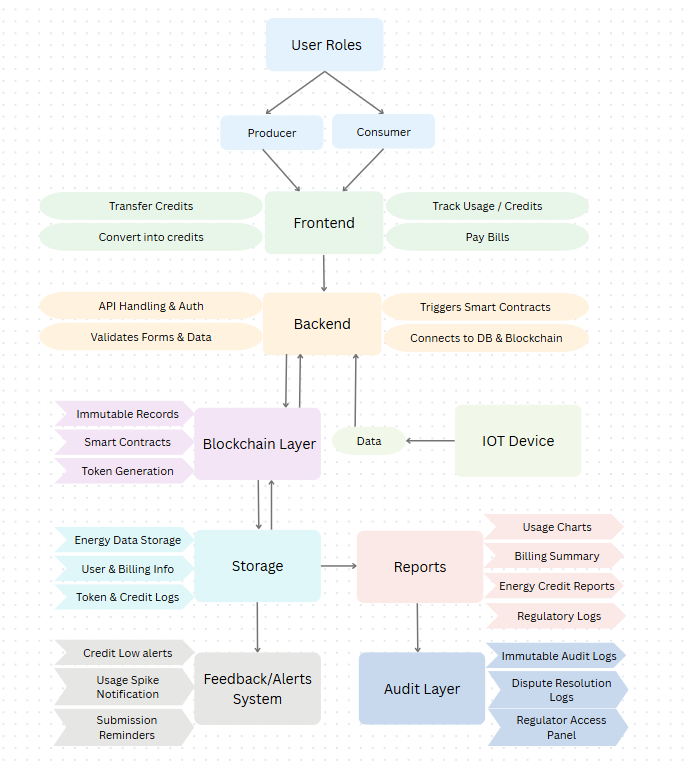 User Roles
Producer
Consumer
Transfer Credits
Convert into credits
Frontend
Track Usage / Credits
Pay Bills
API Handling & Auth
Validates Forms & Data
Backend
Triggers Smart Contracts
Connects to DB & Blockchain
Immutable Records
Smart Contracts
Token Generation
Blockchain Layer
Data
IOT Device
Energy Data Storage
User & Billing Info
Token & Credit Logs
Storage
Reports
Usage Charts
Billing Summary
Energy Credit Reports
Regulatory Logs
Credit Low alerts
Usage Spike
Notification
Submission
Reminders
Feedback/Alerts
System
Audit Layer
Immutable Audit Logs
Dispute Resolution
Logs
Regulator Access
Panel